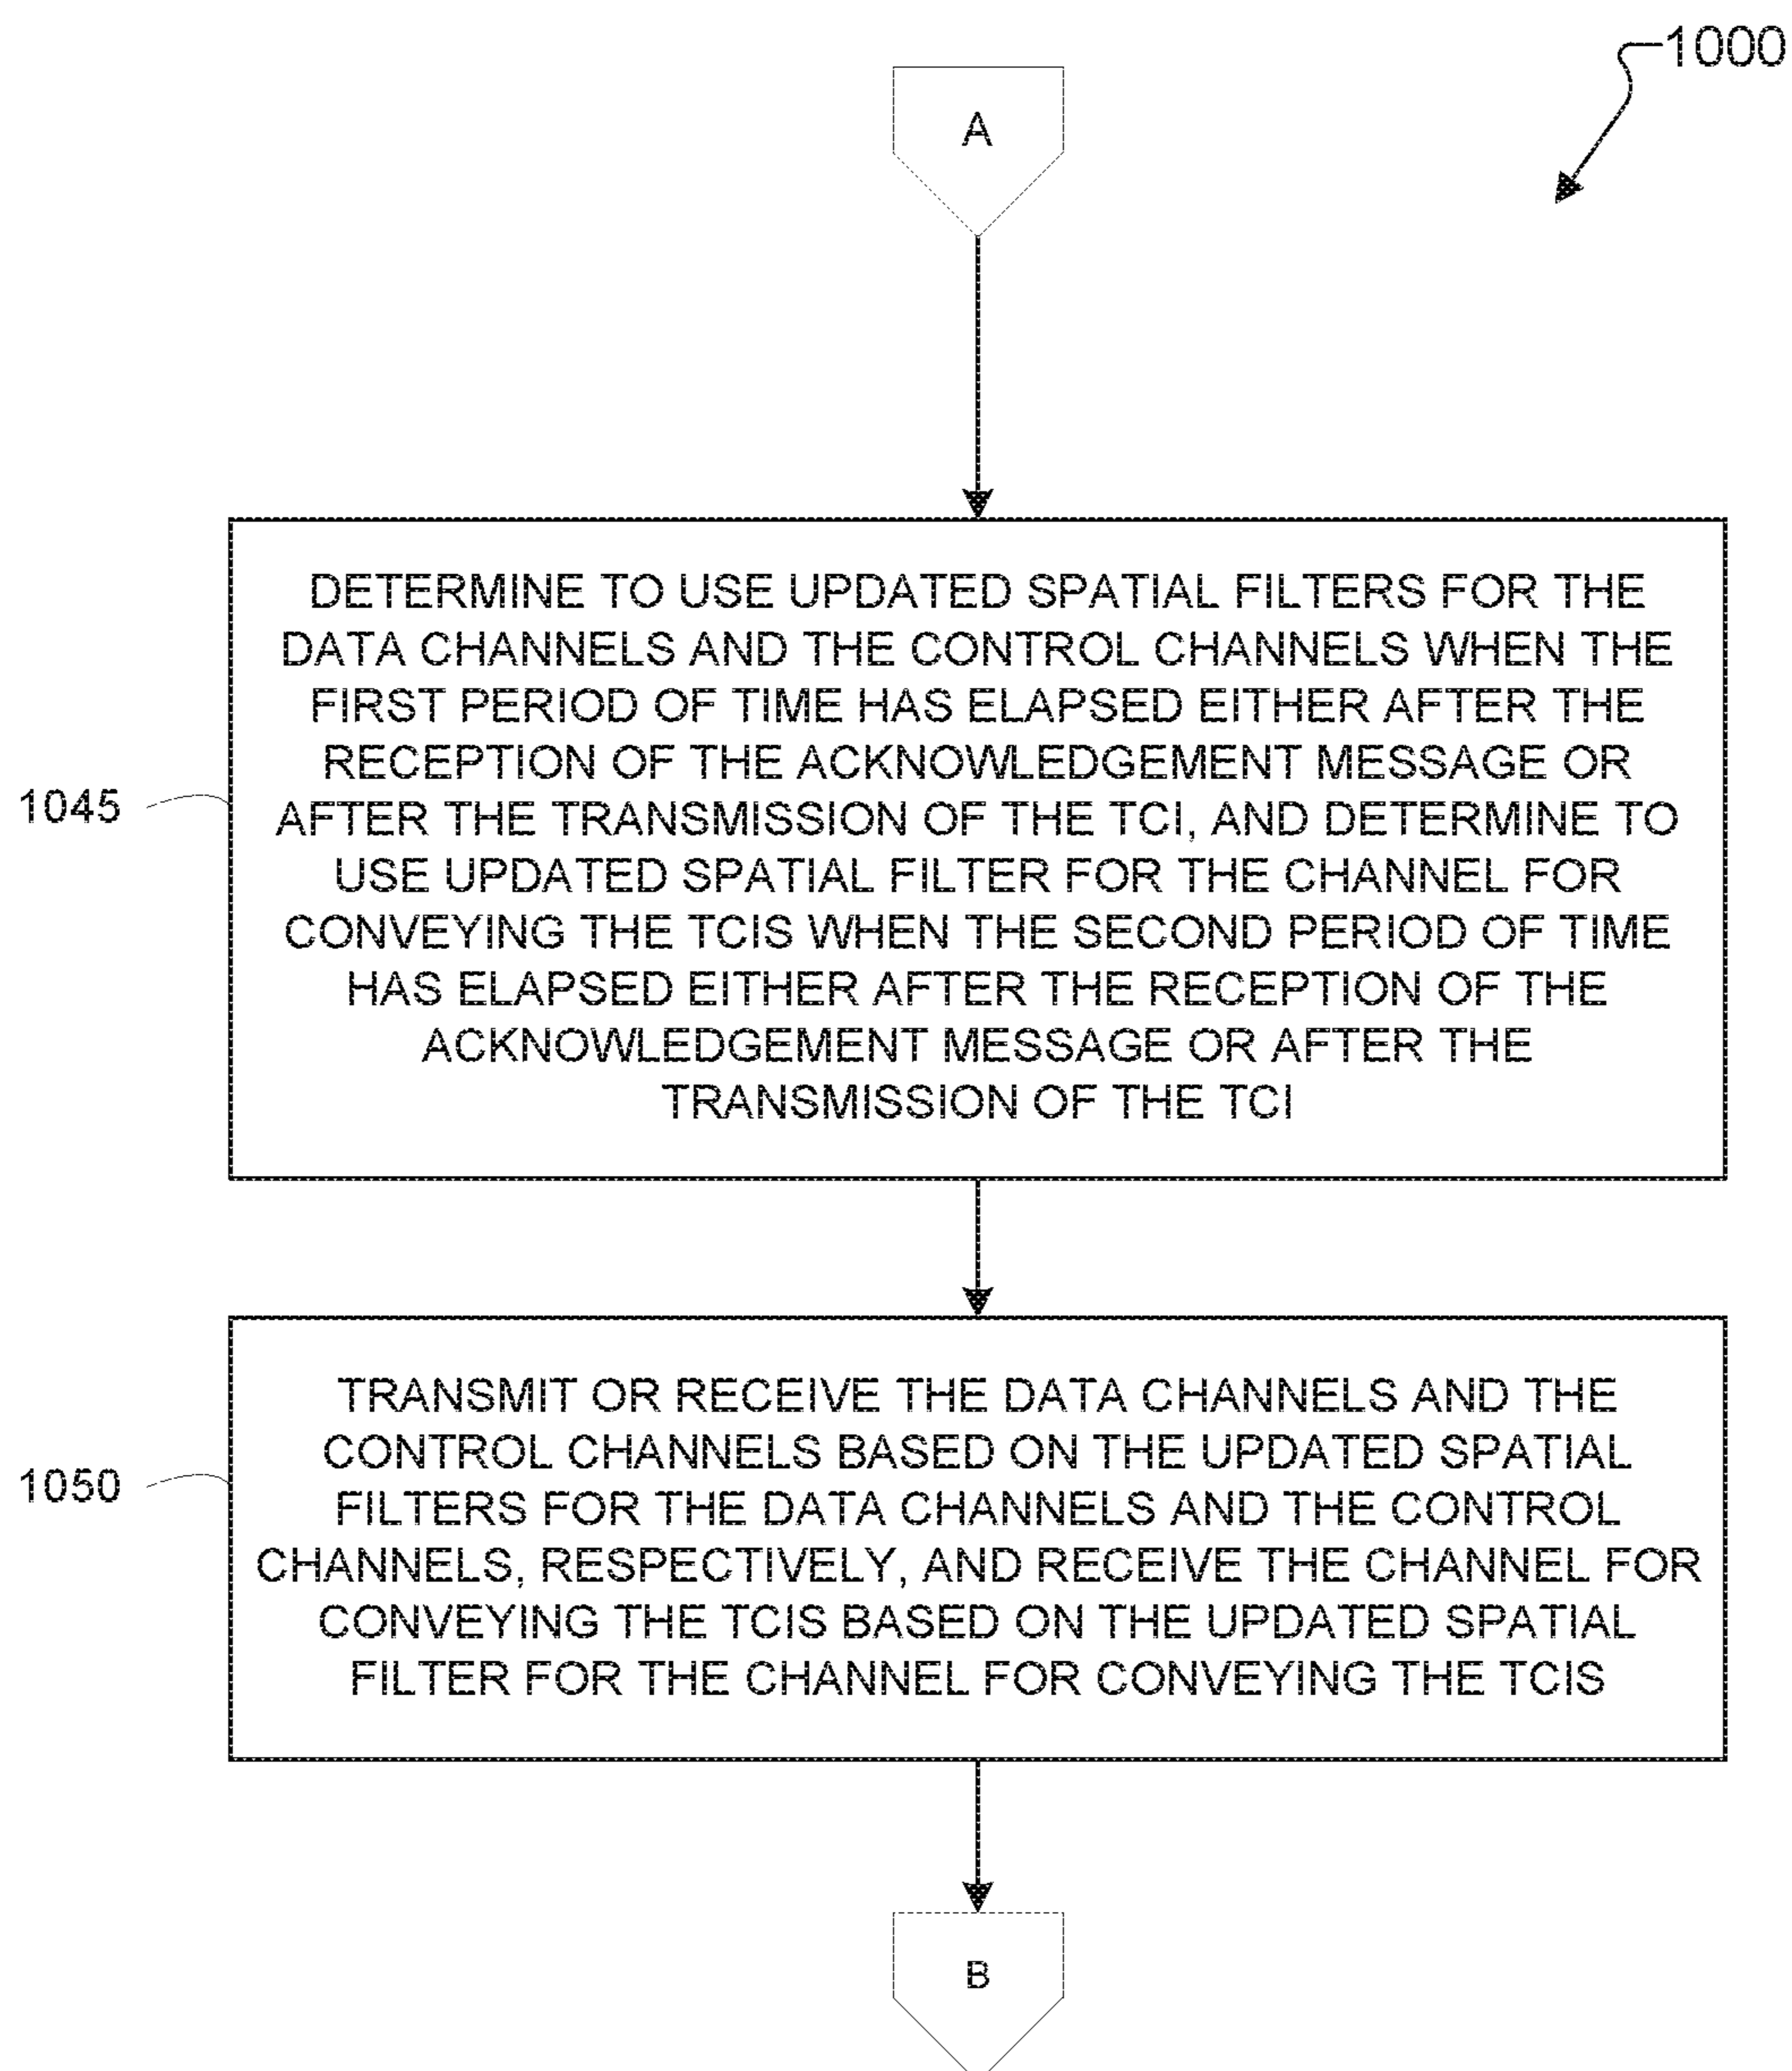 1000
A
1045
DETERMINE TO USE UPDATED SPATIAL FILTERS FOR THE
DATA CHANNELS AND THE CONTROL CHANNELS WHEN THE
FIRST PERIOD OF TIME HAS ELAPSED EITHER AFTER THE
RECEPTION OF THE ACKNOWLEDGEMENT MESSAGE OR
AFTER THE TRANSMISSION OF THE TCI, AND DETERMINE TO
USE UPDATED SPATIAL FILTER FOR THE CHANNEL FOR
CONVEYING THE TCIS WHEN THE SECOND PERIOD OF TIME
HAS ELAPSED EITHER AFTER THE RECEPTION OF THE
ACKNOWLEDGEMENT MESSAGE OR AFTER THE
TRANSMISSION OF THE TCI
1050
TRANSMIT OR RECEIVE THE DATA CHANNELS AND THE
CONTROL CHANNELS BASED ON THE UPDATED SPATIAL
FILTERS FOR THE DATA CHANNELS AND THE CONTROL
CHANNELS, RESPECTIVELY, AND RECEIVE THE CHANNEL FOR
CONVEYING THE TCIS BASED ON THE UPDATED SPATIAL
FILTER FOR THE CHANNEL FOR CONVEYING THE TCIS
B